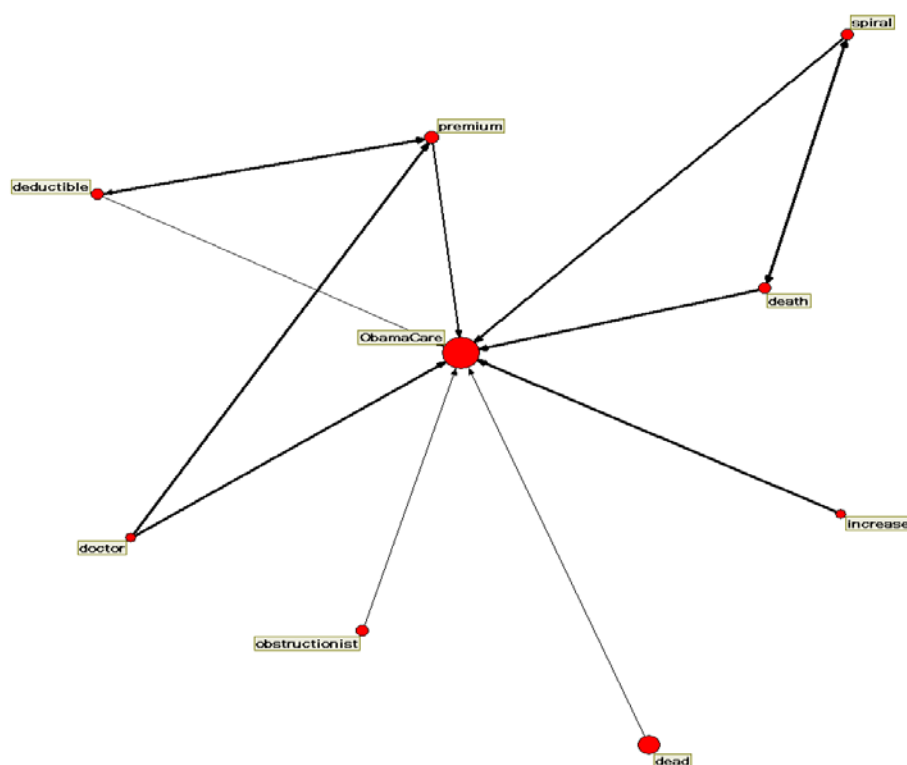 spiral
premium
deductible
death
ObamaCare
increase
doctor
obstructionist
dead